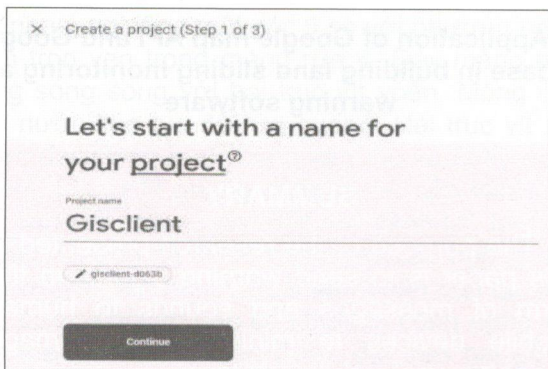 × Create a project (Step 1 of 3)
Let's start with a name for
your project
Project name
Gisclient
gisclient-d063b
Continue